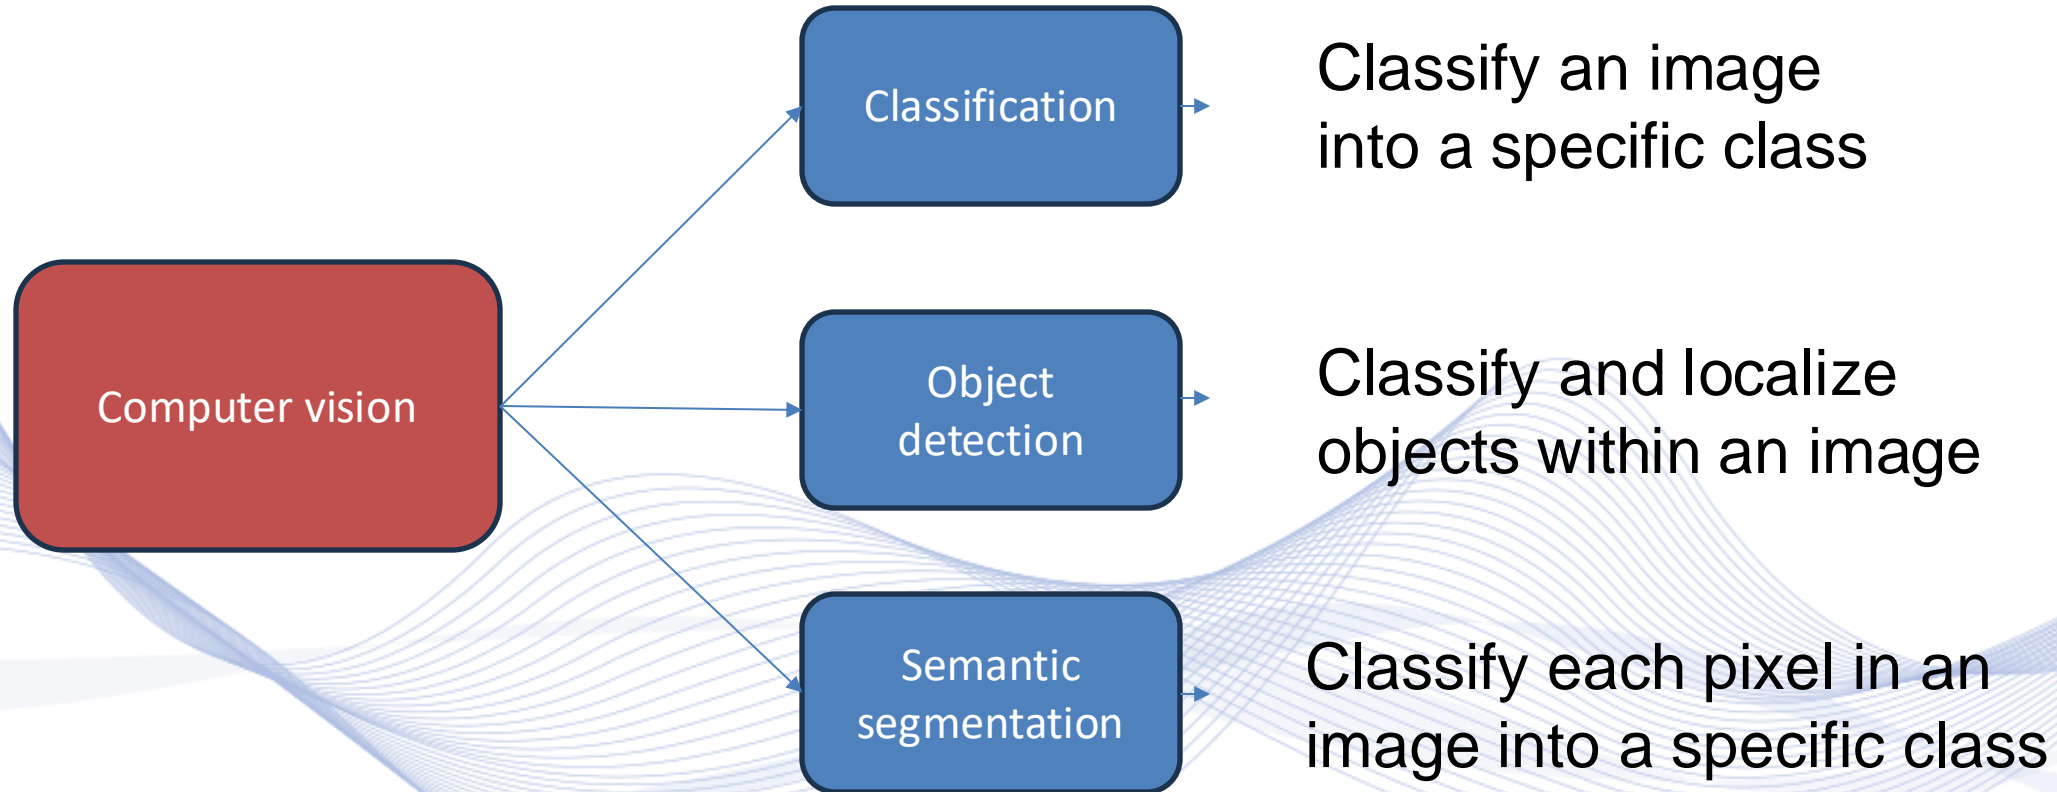 Classification
Classify an image
into a specific class
Computer vision
Object
detection
Classify and localize
objects within an image
Semantic
segmentation
Classify each pixel in an
image into a specific class